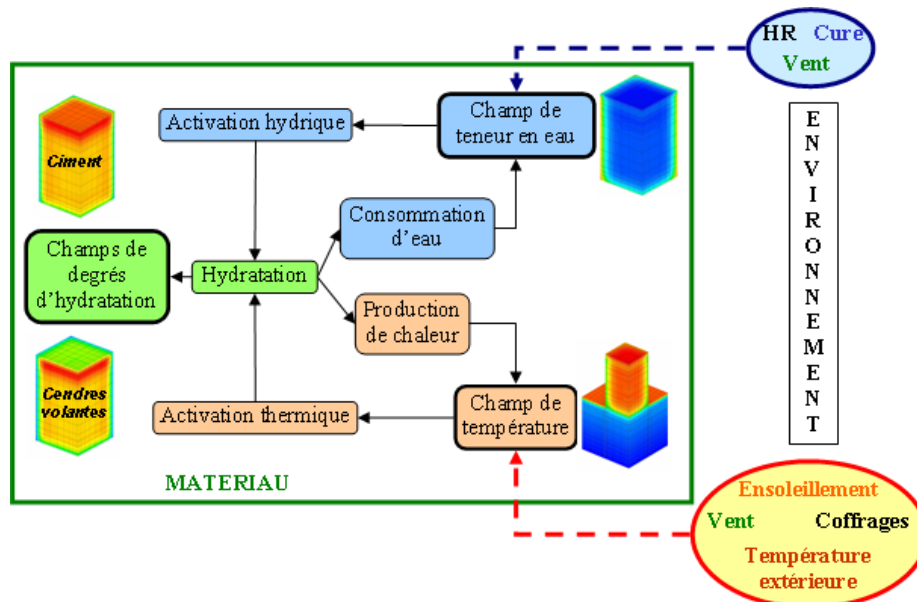 HR Cure
Vent
Activation hydrique
Champ de
teneur en eau
Ciment
Consommation
d'eau
Champs de
degrés
d'hydratation
Hydratation
Production
de chaleur
Cendres
volantes
Activation thermique
Champ de
température
MATERIAU
ENVIRONNEMENT
Ensoleillement
Vent Coffrages
Température
extérieure